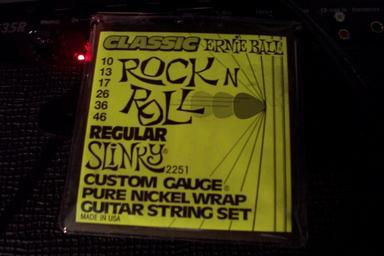 35R
CLASSIC ERNIE BALL
10
13
17
26
36
46
ROCK N
ROLL
REGULAR
SLINKY®
2251
CUSTOM GAUGE®
PURE NICKEL WRAP
GUITAR STRING SET
MADE IN USA